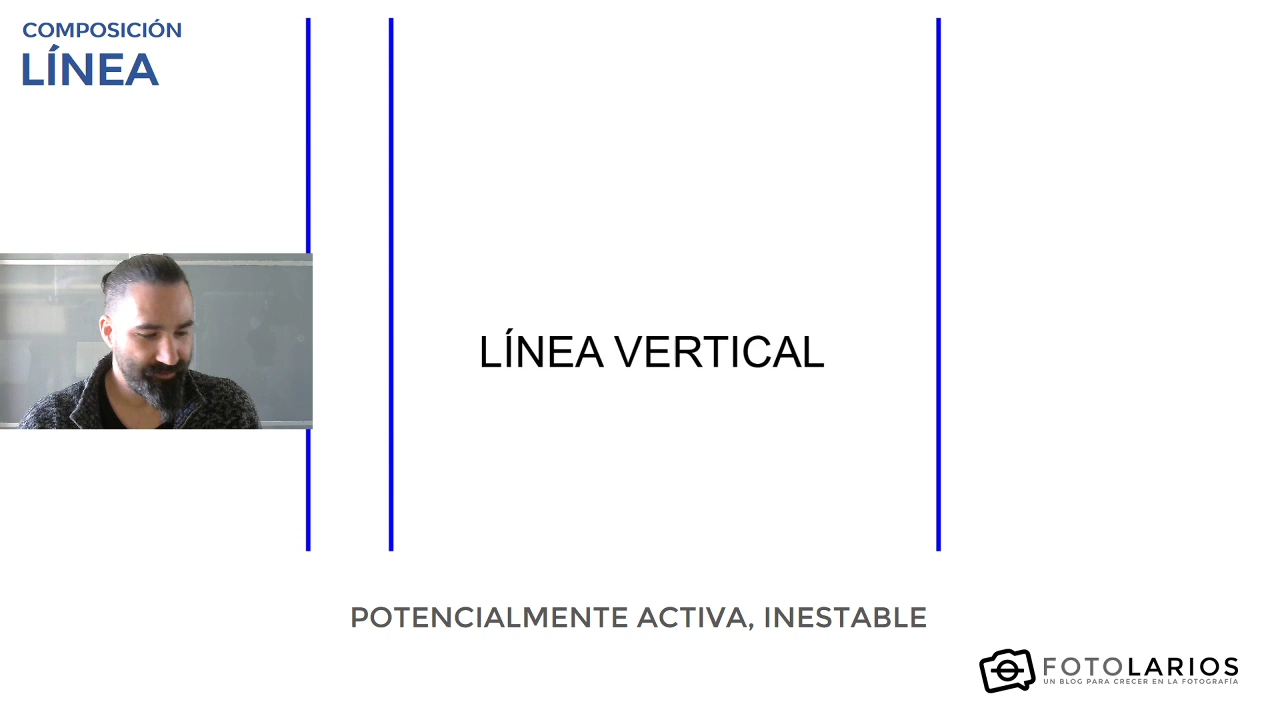 COMPOSICIÓN
LÍNEA
LÍNEA VERTICAL
POTENCIALMENTE ACTIVA, INESTABLE
FOTOLARIOS
UN BLOG PARA CRECER EN LA FOTOGRAFÍA